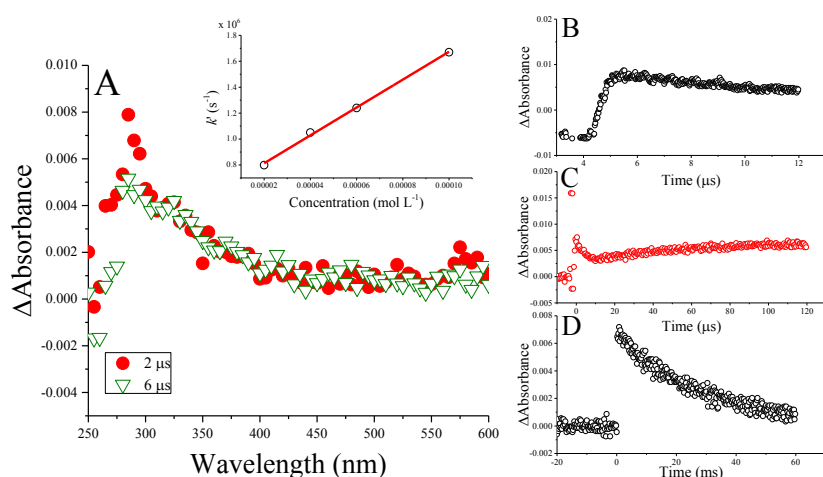 A
ΔAbsorbance
0.010
0.008
0.006
0.004
0.002
0.000
-0.002
-0.004
250 300 350 400 450 500 550 600
Wavelength (nm)
2 μs
6 μs
x 10⁶
k' (s⁻¹)
1.8
1.6
1.4
1.2
1.0
0.8
0.6
0.00002 0.00004 0.00006 0.00008 0.00010
Concentration (mol L⁻¹)
B
ΔAbsorbance
0.02
0.01
0.00
-0.01
4 6 8 10 12
Time (μs)
C
ΔAbsorbance
0.020
0.015
0.010
0.005
0.000
-0.005
0 20 40 60 80 100 120
Time (μs)
D
ΔAbsorbance
0.008
0.006
0.004
0.002
0.000
-0.002
-20 0 20 40 60
Time (ms)